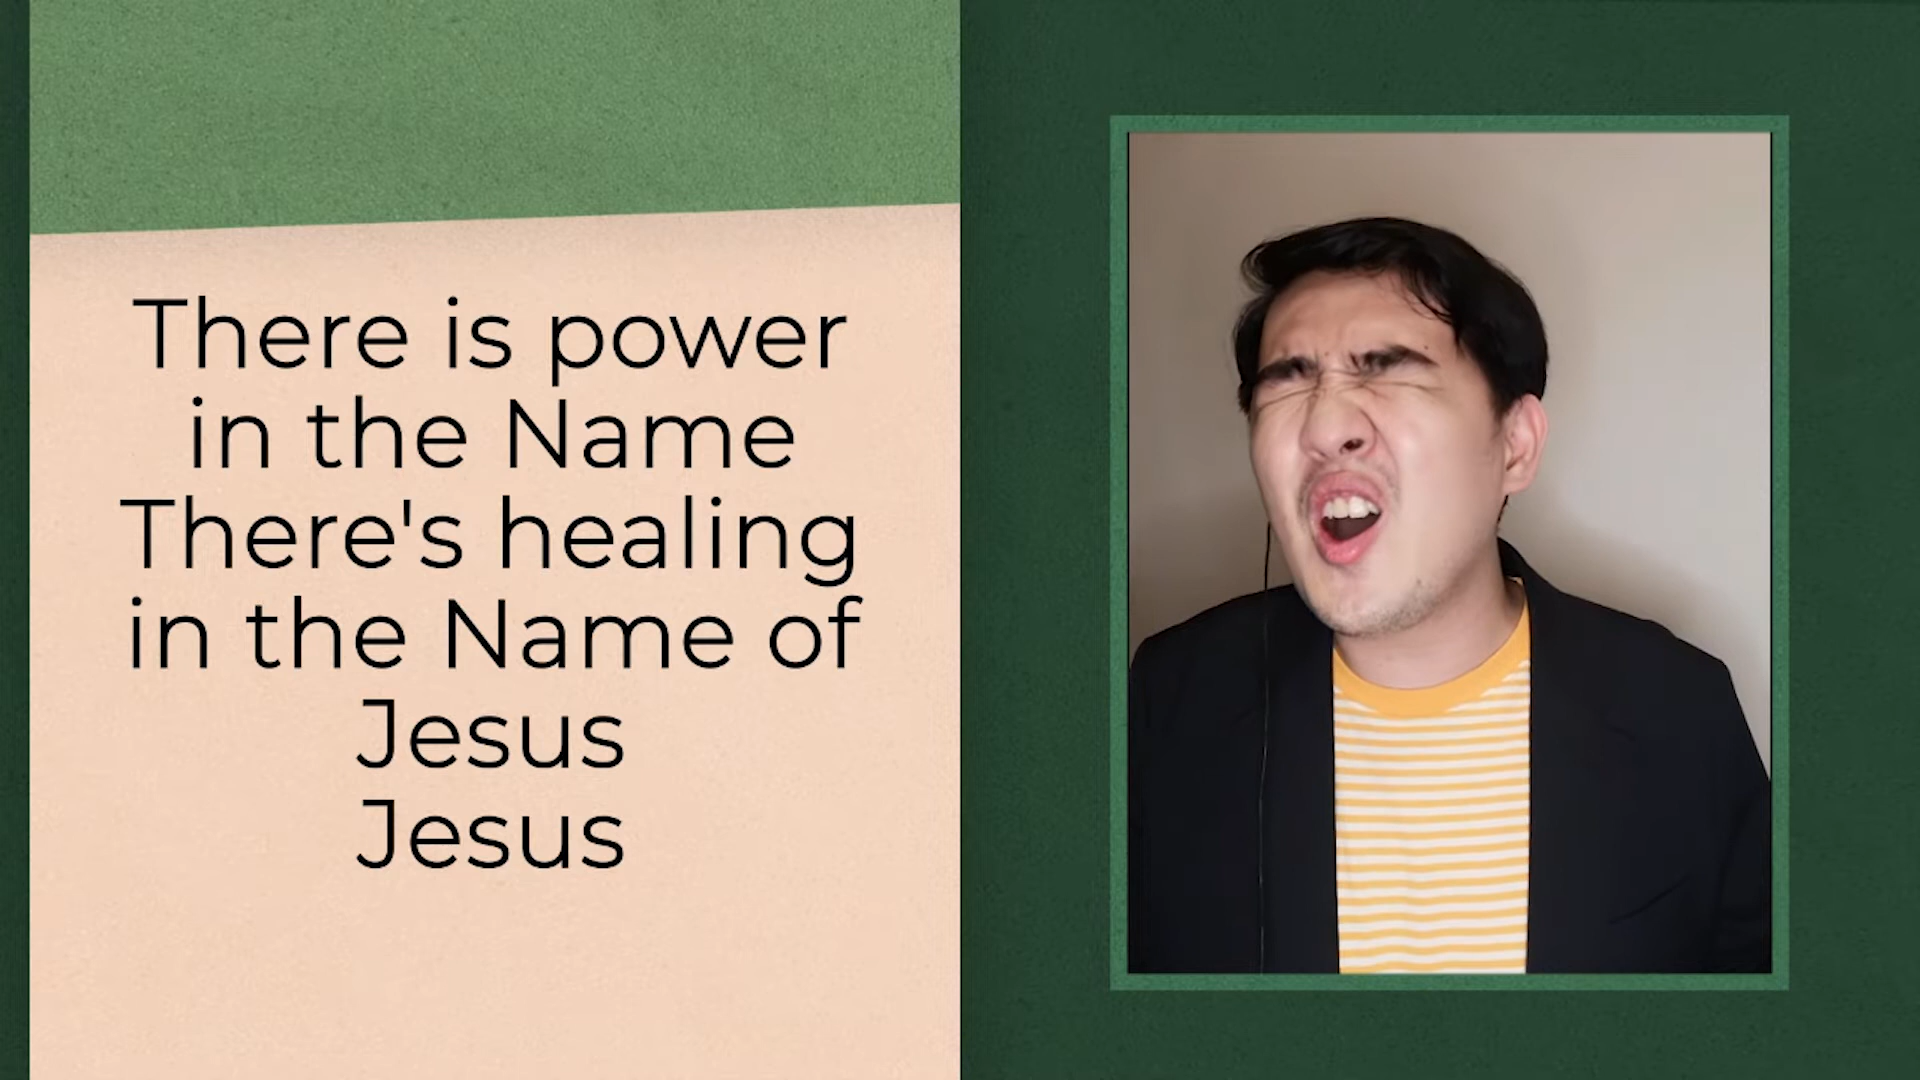 There is power
in the Name
There's healing
in the Name of
Jesus
Jesus